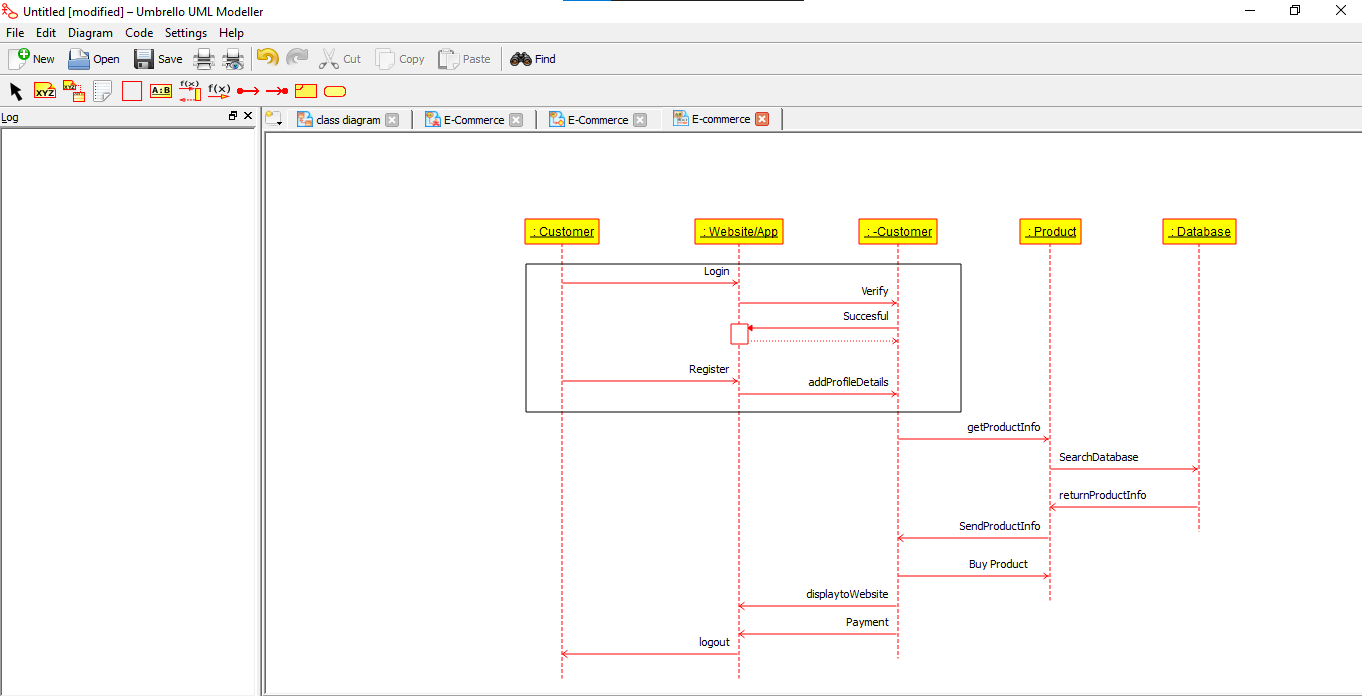 Untitled [modified] – Umbrello UML Modeller
File Edit Diagram Code Settings Help
New Open Save Cut Copy Paste Find
XYZ XYZ A:B f(x) f(x)
Log
class diagram E-Commerce E-Commerce E-commerce
: Customer : Website/App : -Customer : Product : Database
Login
Verify
Succesful
Register
addProfileDetails
getProductInfo
SearchDatabase
returnProductInfo
SendProductInfo
Buy Product
displaytoWebsite
Payment
logout